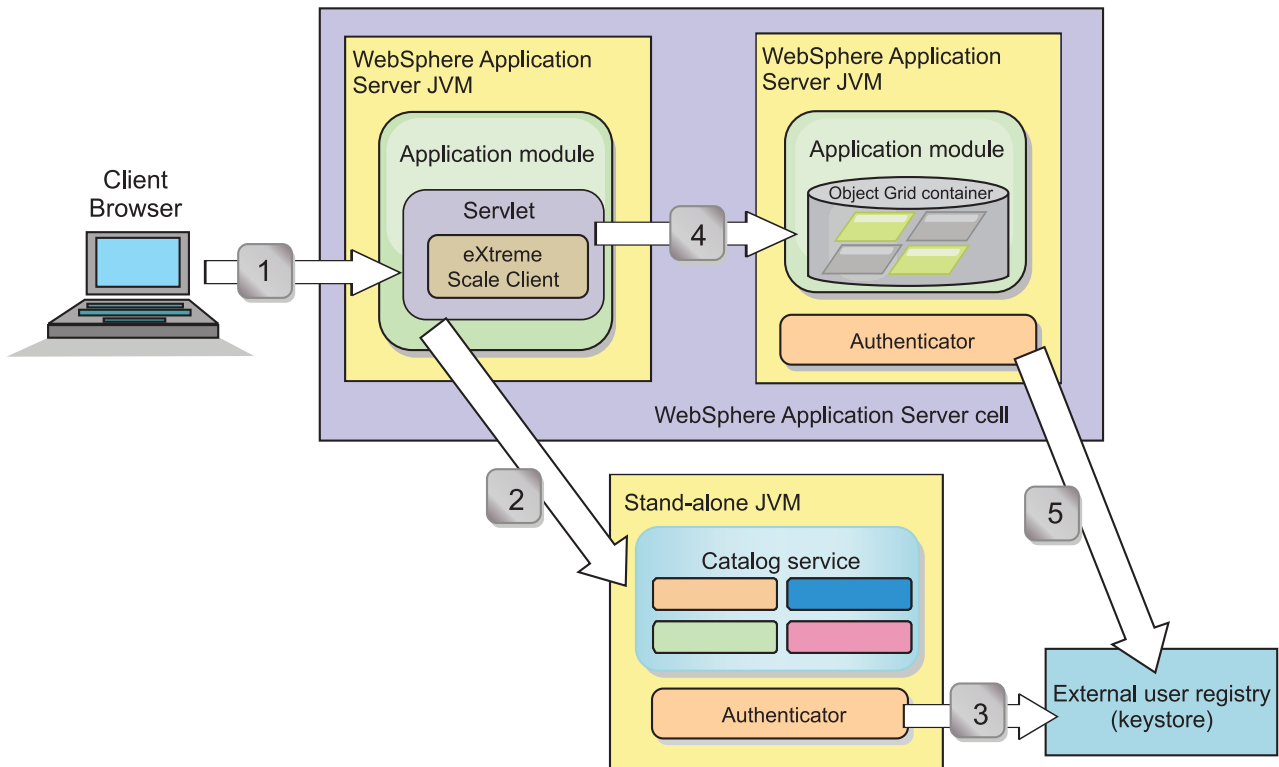 WebSphere Application
Server JVM
WebSphere Application
Server JVM
Application module
Application module
Client
Browser
Object Grid container
Servlet
eXtreme
Scale Client
1
4
Authenticator
WebSphere Application Server cell
2
Stand-alone JVM
5
Catalog service
External user registry
(keystore)
Authenticator
3